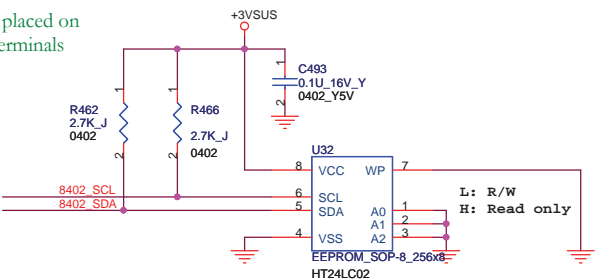 placed on
erminals
+3VSUS
1
C493
0.1U_16V_Y
0402_Y5V
2
1
R462
2.7K_J
0402
2
1
R466
2.7K_J
0402
2
U32
8 VCC WP 7
8402_SCL 6 SCL
8402_SDA 5 SDA A0 1
A1 2
4 VSS A2 3
L: R/W
H: Read only
EEPROM_SOP-8_256x8
HT24LC02